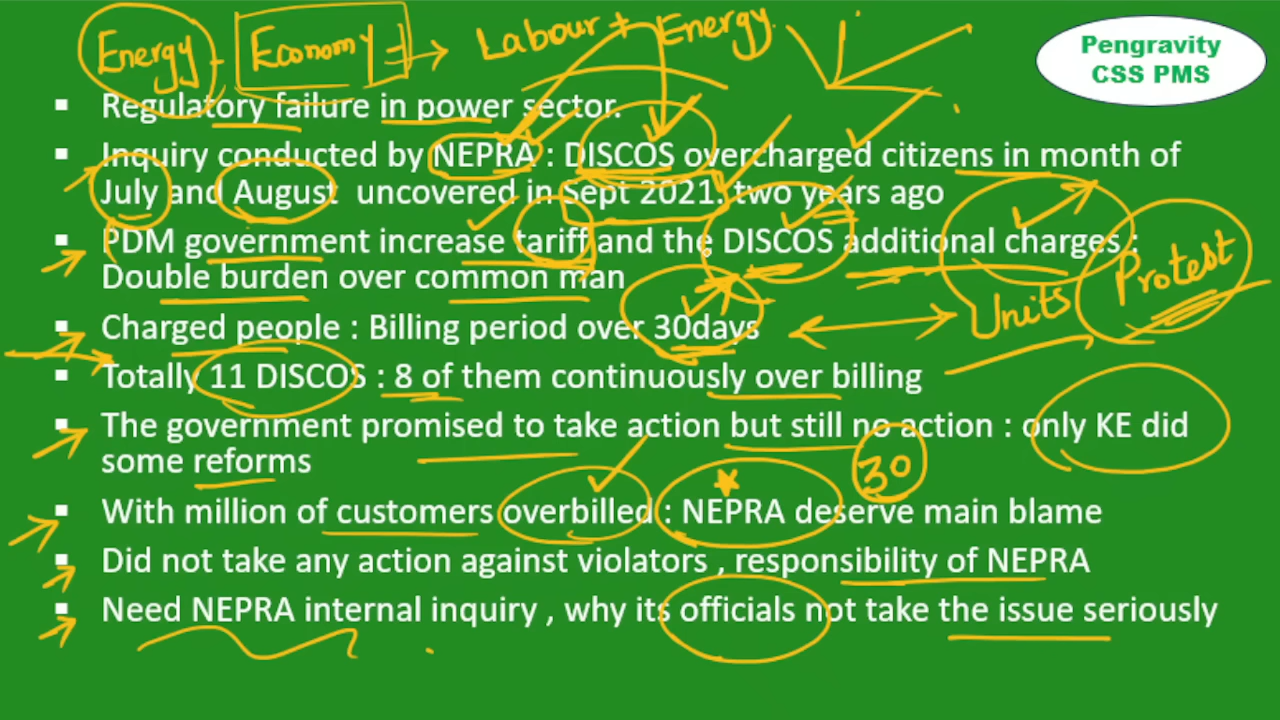 Energy - Economy = → Labour + Energy.
Pengravity
CSS PMS
▪ Regulatory failure in power sector.
▪ Inquiry conducted by NEPRA : DISCOS overcharged citizens in month of
July and August uncovered in Sept 2021. two years ago
▪ PDM government increase tariff and the DISCOS additional charges :
Double burden over common man
Protest
Units
▪ Charged people : Billing period over 30days
▪ Totally 11 DISCOS : 8 of them continuously over billing
▪ The government promised to take action but still no action : only KE did
some reforms
30
▪ With million of customers overbilled : NEPRA deserve main blame
▪ Did not take any action against violators , responsibility of NEPRA
▪ Need NEPRA internal inquiry , why its officials not take the issue seriously